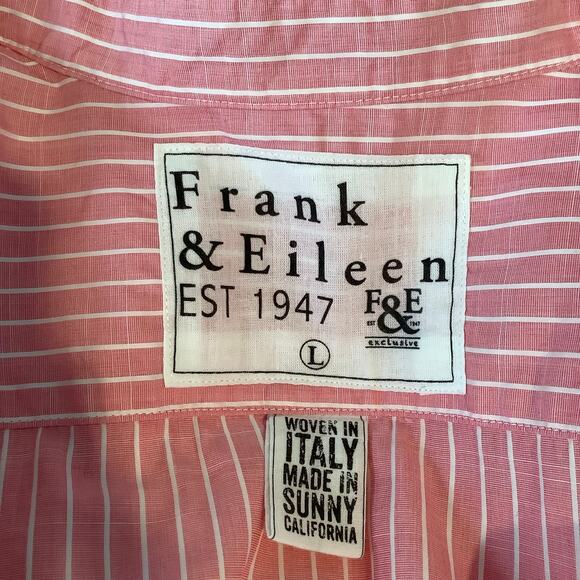 Frank
& Eileen
EST 1947
F&E
EST 1947
exclusive
L
WOVEN IN
ITALY
MADE IN
SUNNY
CALIFORNIA